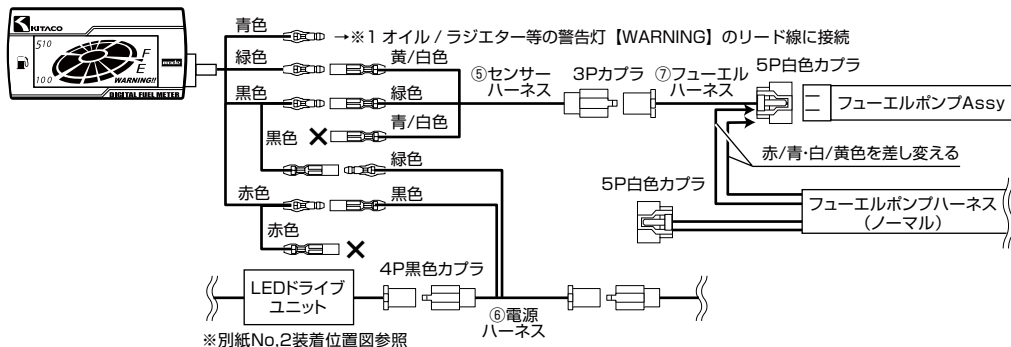 KITACO
510
F
E
mode
100
WARNING!!
DIGITAL FUEL METER
青色
→※1 オイル / ラジエター等の警告灯【WARNING】のリード線に接続
緑色
黄/白色
黒色
緑色
黒色
青/白色
緑色
赤色
黒色
赤色
⑤センサー
ハーネス
3Pカプラ
⑦フューエル
ハーネス
5P白色カプラ
フューエルポンプAssy
赤/青・白/黄色を差し変える
5P白色カプラ
フューエルポンプハーネス
(ノーマル)
4P黒色カプラ
LEDドライブ
ユニット
⑥電源
ハーネス
※別紙No,2装着位置図参照